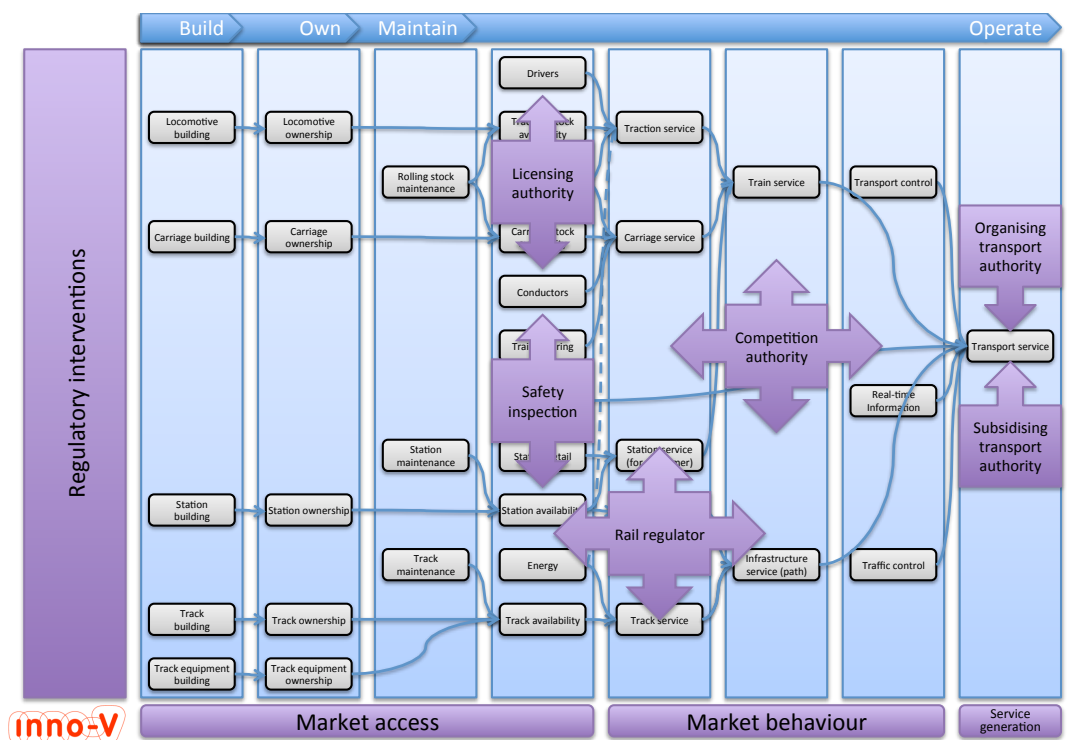 Build
Own
Maintain
Operate
Regulatory interventions
Drivers
Locomotive
building
Locomotive
ownership
Traction service
Rolling stock
maintenance
Licensing
authority
Train service
Transport control
Carriage building
Carriage
ownership
Carriage service
Organising
transport
authority
Conductors
Competition
authority
Transport service
Safety
inspection
Real-time
Information
Station
maintenance
Station service
Subsidising
transport
authority
Station
building
Station ownership
Station availability
Rail regulator
Track
maintenance
Energy
Infrastructure
service (path)
Traffic control
Track
building
Track ownership
Track availability
Track service
Track equipment
building
Track equipment
ownership
inno-V
Market access
Market behaviour
Service
generation